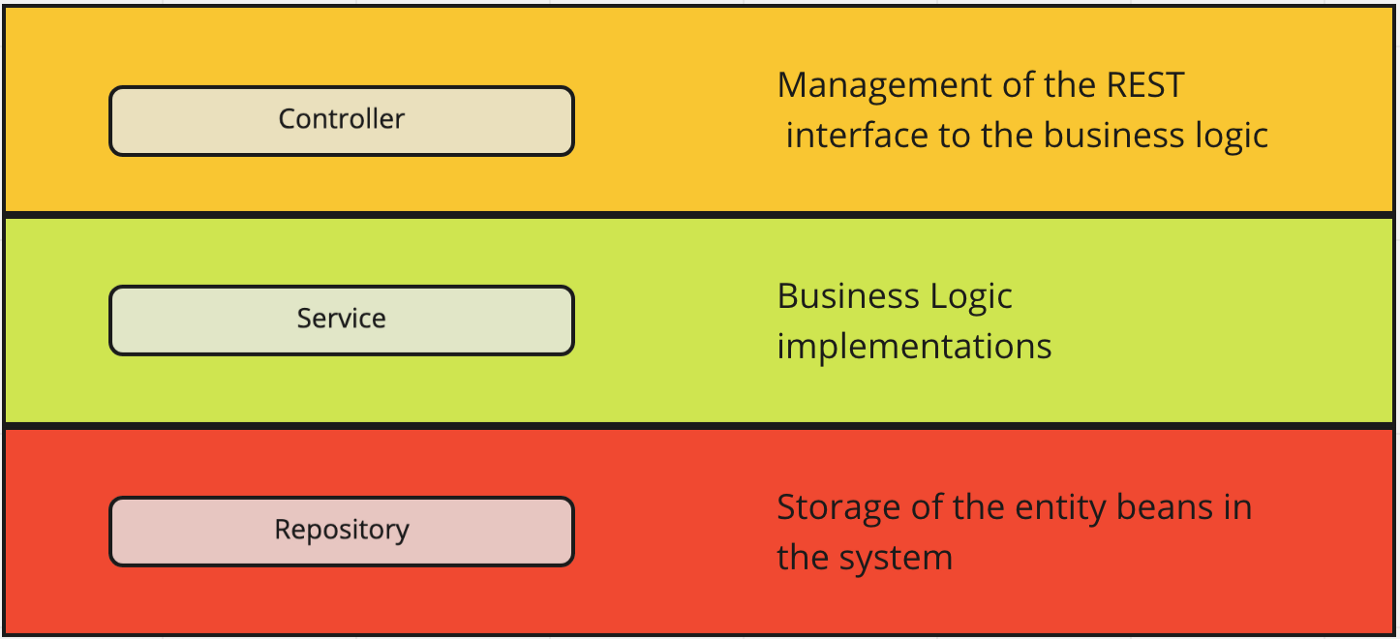 Controller
Management of the REST
interface to the business logic
Service
Business Logic
implementations
Repository
Storage of the entity beans in
the system